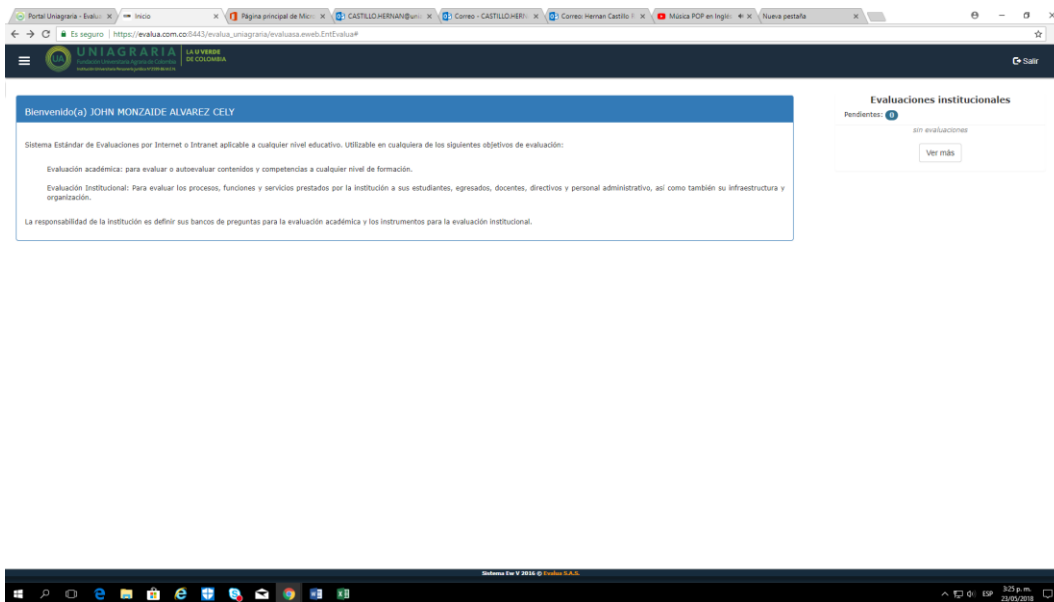 Portal Uniagraria - Evalua
Inicio
Página principal de Micro
CASTILLO.HERNAN@uni
Correo - CASTILLO.HERN
Correo: Hernan Castillo
Música POP en Inglés
Nueva pestaña
Es seguro | https://evalua.com.co:8443/evalua_uniagraria/evaluasa.eweb.EntEvalua#
UA
UNIAGRARIA
Fundación Universitaria Agraria de Colombia
LA U VERDE
DE COLOMBIA
Salir
Bienvenido(a) JOHN MONZAIDE ALVAREZ CELY
Sistema Estándar de Evaluaciones por Internet o Intranet aplicable a cualquier nivel educativo. Utilizable en cualquiera de los siguientes objetivos de evaluación:
Evaluación académica: para evaluar o autoevaluar contenidos y competencias a cualquier nivel de formación.
Evaluación Institucional: Para evaluar los procesos, funciones y servicios prestados por la institución a sus estudiantes, egresados, docentes, directivos y personal administrativo, así como también su infraestructura y
organización.
La responsabilidad de la institución es definir sus bancos de preguntas para la evaluación académica y los instrumentos para la evaluación institucional.
Evaluaciones institucionales
Pendientes: 0
sin evaluaciones
Ver más
Sistema Esw V 2016 © Evalua S.A.S.
ESP
3:25 p. m.
23/05/2018